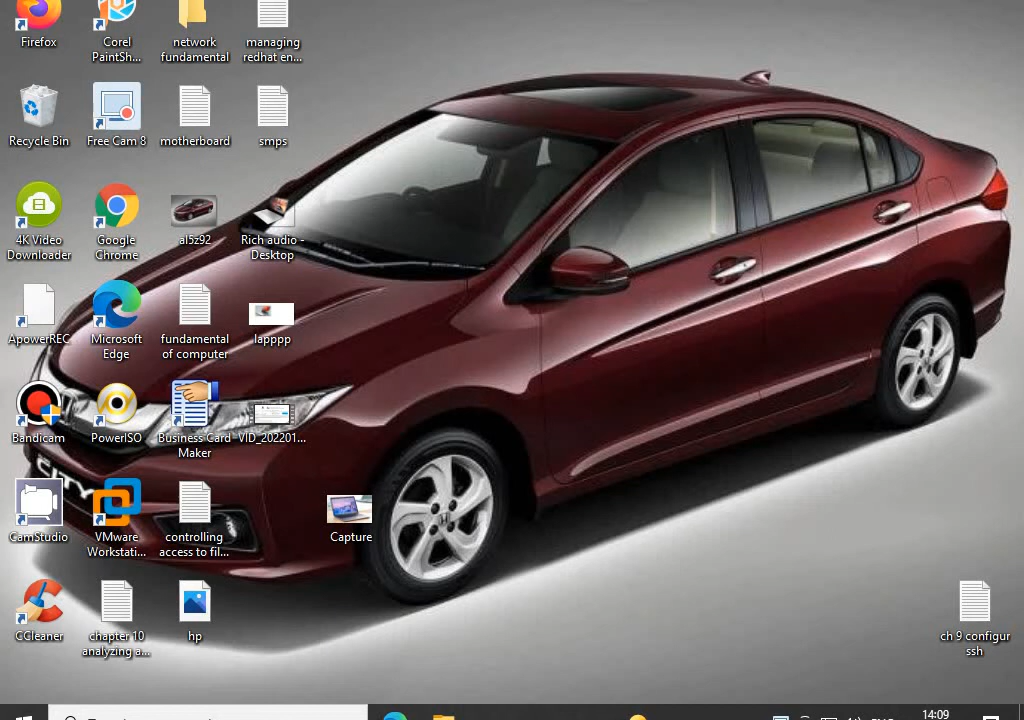 Firefox
Corel
PaintSh...
network
fundamental
managing
redhat en...
Recycle Bin
Free Cam 8
motherboard
smps
4K Video
Downloader
Google
Chrome
al5z92
Rich audio -
Desktop
ApowerREC
Microsoft
Edge
fundamental
of computer
lapppp
Bandicam
PowerISO
Business Card
Maker
VID_202201...
CamStudio
VMware
Workstati...
controlling
access to fil...
Capture
CCleaner
chapter 10
analyzing a...
hp
ch 9 configur
ssh
14:09